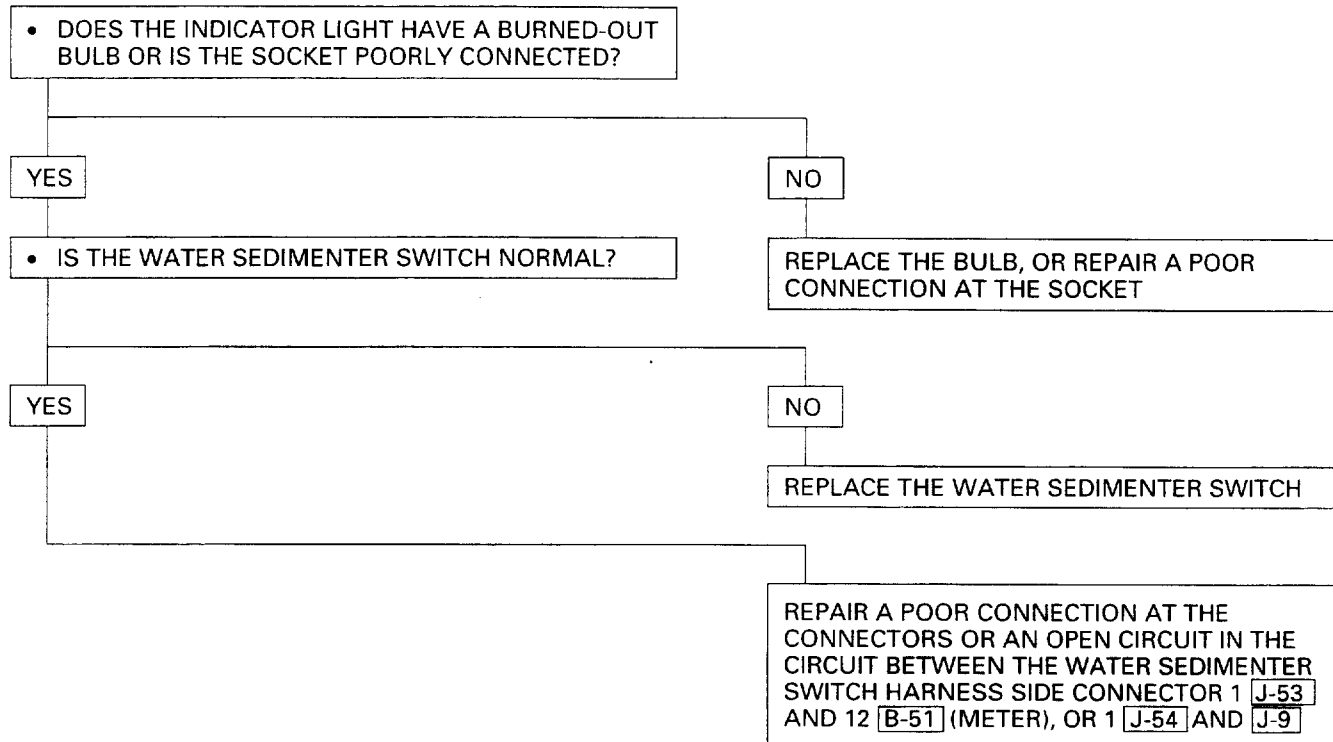 • DOES THE INDICATOR LIGHT HAVE A BURNED-OUT
BULB OR IS THE SOCKET POORLY CONNECTED?
YES
NO
• IS THE WATER SEDIMENTER SWITCH NORMAL?
REPLACE THE BULB, OR REPAIR A POOR
CONNECTION AT THE SOCKET
YES
NO
REPLACE THE WATER SEDIMENTER SWITCH
REPAIR A POOR CONNECTION AT THE
CONNECTORS OR AN OPEN CIRCUIT IN THE
CIRCUIT BETWEEN THE WATER SEDIMENTER
SWITCH HARNESS SIDE CONNECTOR 1 J-53
AND 12 B-51 (METER), OR 1 J-54 AND J-9